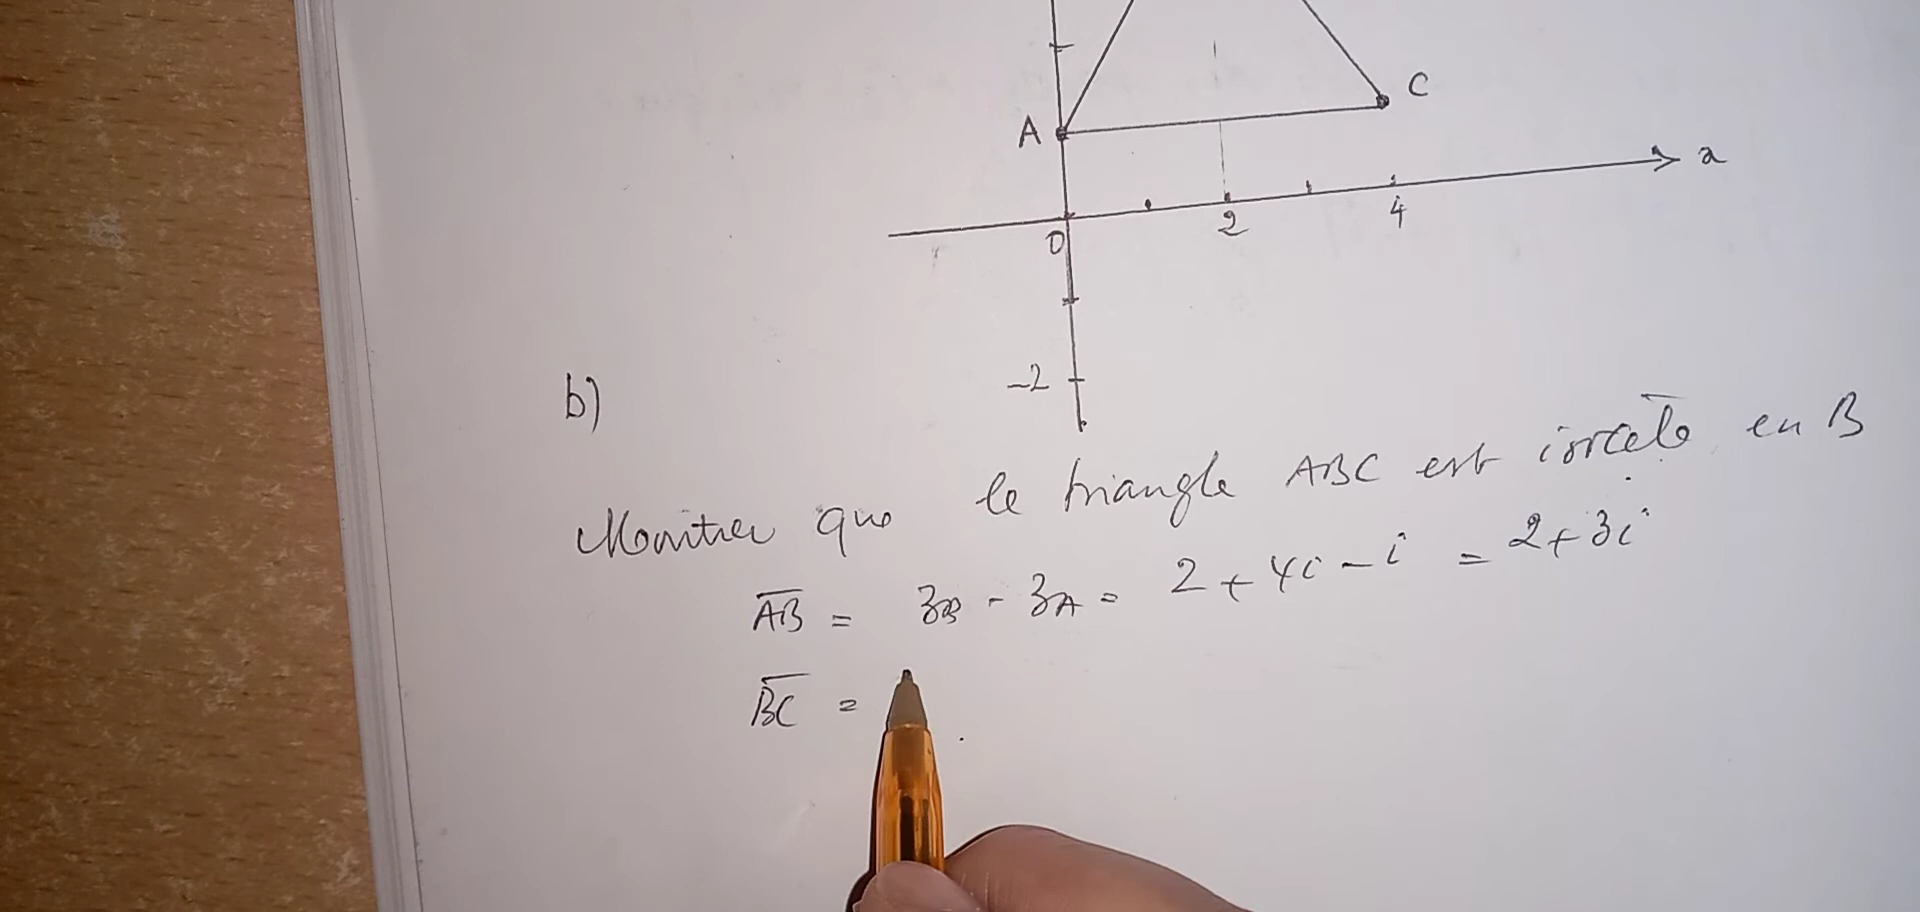 C
A
x
0 2 4
-2
b)
Montrer que le triangle ABC est isocele en B
AB = zB - zA = 2 + 4i - i = 2 + 3i
BC =